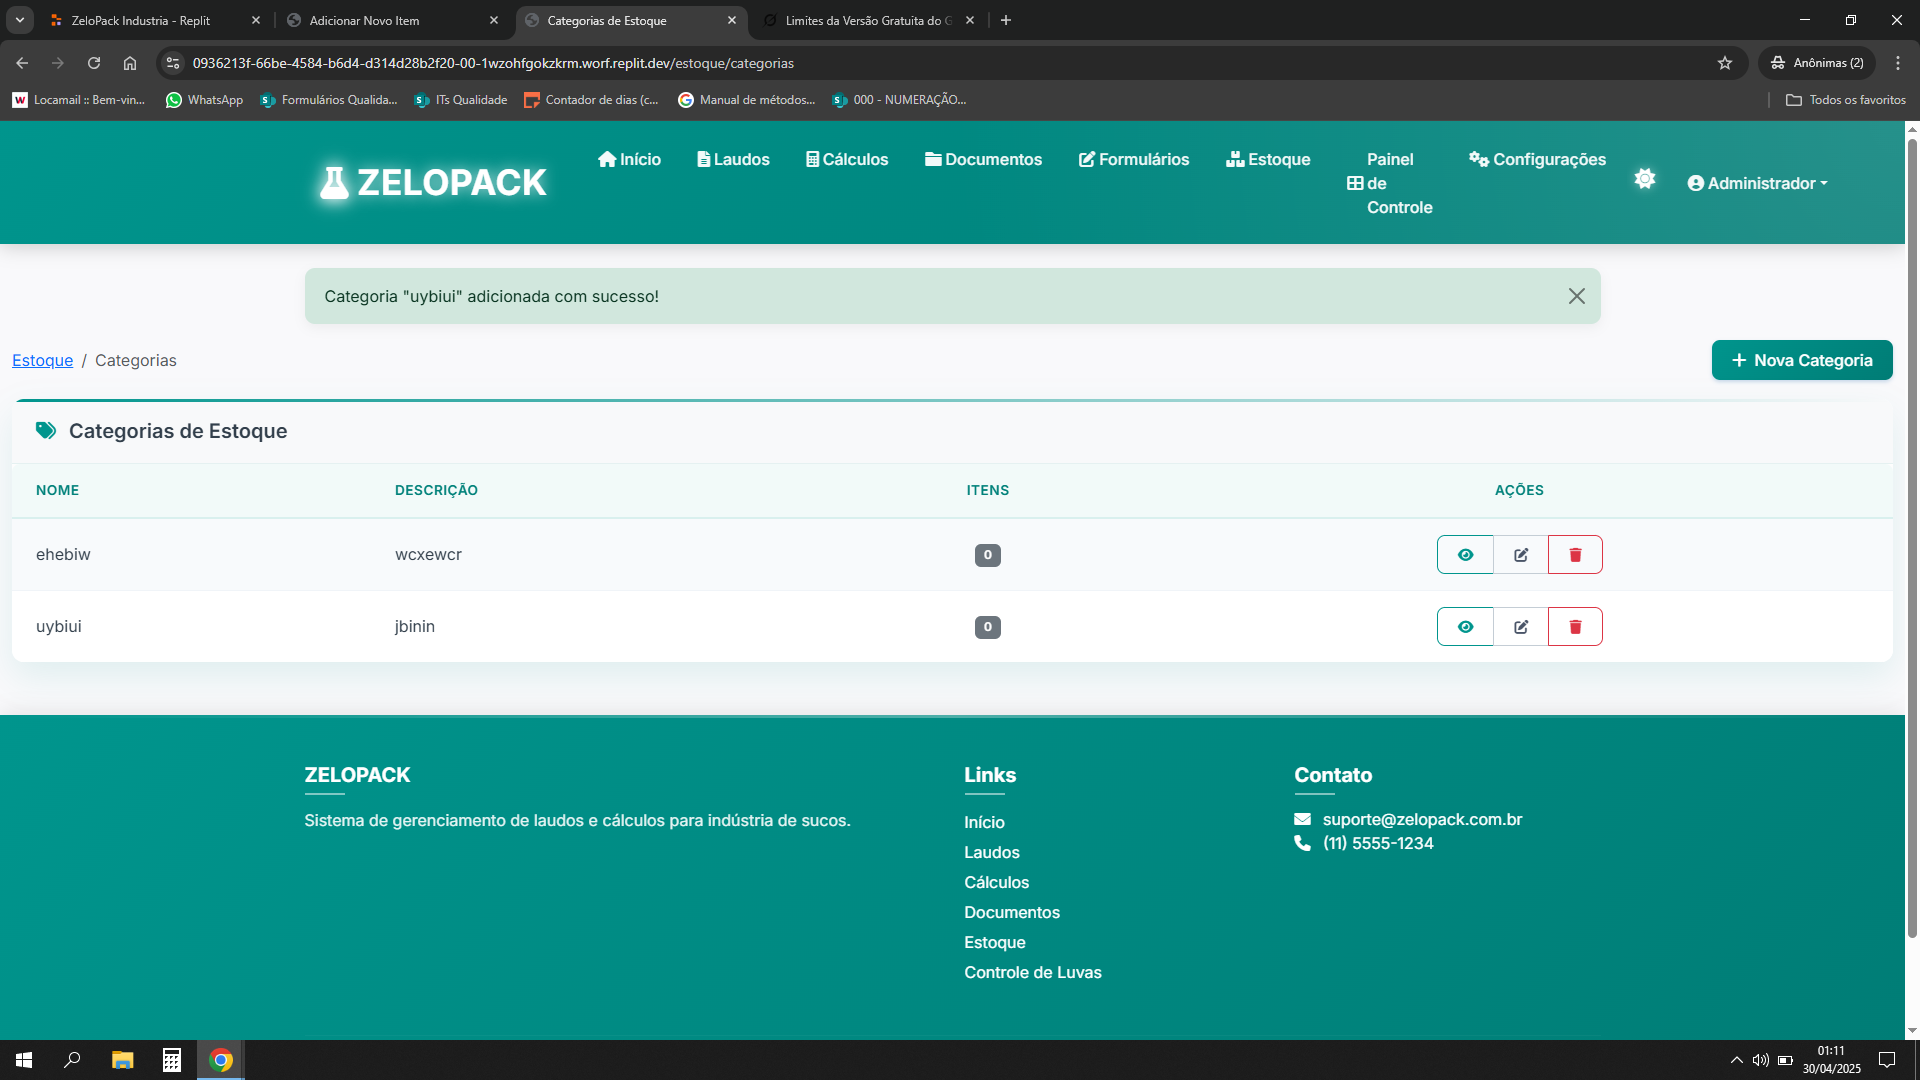 ZeloPack Industria - Replit
Adicionar Novo Item
Categorias de Estoque
Limites da Versão Gratuita do G
0936213f-66be-4584-b6d4-d314d28b2f20-00-1wzohfgokzkrm.worf.replit.dev/estoque/categorias
Anônimas (2)
Locamail :: Bem-vin...
WhatsApp
Formulários Qualida...
ITs Qualidade
Contador de dias (c...
Manual de métodos...
000 - NUMERAÇÃO...
Todos os favoritos
ZELOPACK
Início
Laudos
Cálculos
Documentos
Formulários
Estoque
Painel
de
Controle
Configurações
Administrador
Categoria "uybiui" adicionada com sucesso!
Estoque / Categorias
+ Nova Categoria
Categorias de Estoque
NOME DESCRIÇÃO ITENS AÇÕES
ehebiw wcxewcr 0
uybiui jbinin 0
ZELOPACK
Sistema de gerenciamento de laudos e cálculos para indústria de sucos.
Links
Início
Laudos
Cálculos
Documentos
Estoque
Controle de Luvas
Contato
suporte@zelopack.com.br
(11) 5555-1234
01:11
30/04/2025